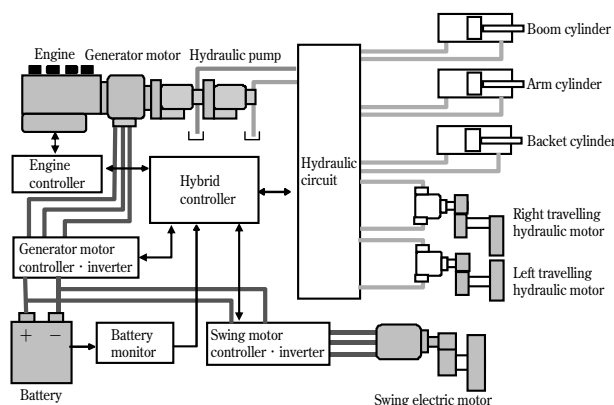 Engine
Generator motor
Hydraulic pump
Boom cylinder
Arm cylinder
Backet cylinder
Engine
controller
Hybrid
controller
Hydraulic
circuit
Right travelling
hydraulic motor
Generator motor
controller · inverter
Left travelling
hydraulic motor
+ −
Battery
monitor
Swing motor
controller · inverter
Battery
Swing electric motor